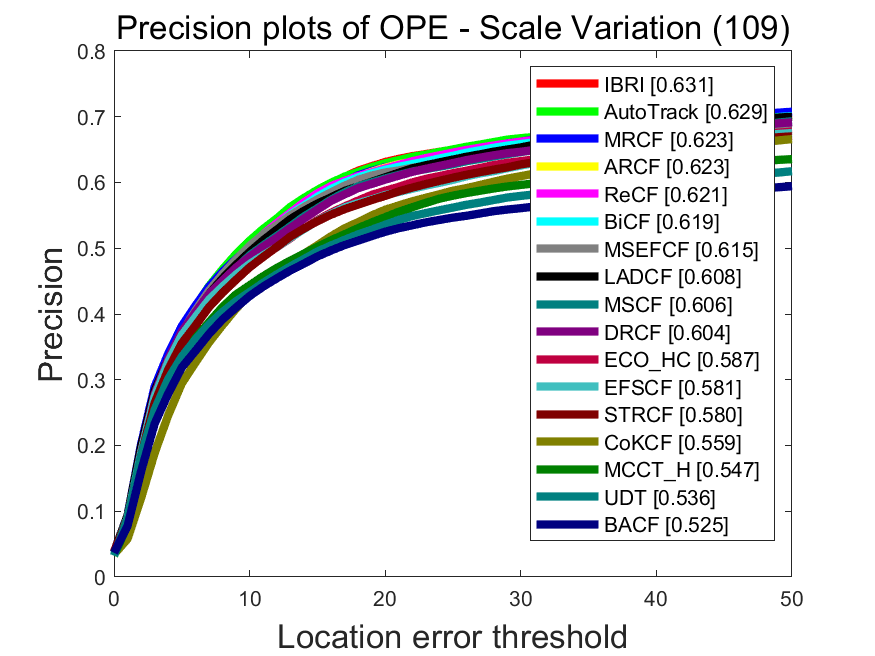 Precision plots of OPE - Scale Variation (109)
0.8
0.7
0.6
0.5
0.4
0.3
0.2
0.1
0
Precision
IBRI [0.631]
AutoTrack [0.629]
MRCF [0.623]
ARCF [0.623]
ReCF [0.621]
BiCF [0.619]
MSEFCF [0.615]
LADCF [0.608]
MSCF [0.606]
DRCF [0.604]
ECO_HC [0.587]
EFSCF [0.581]
STRCF [0.580]
CoKCF [0.559]
MCCT_H [0.547]
UDT [0.536]
BACF [0.525]
0 10 20 30 40 50
Location error threshold